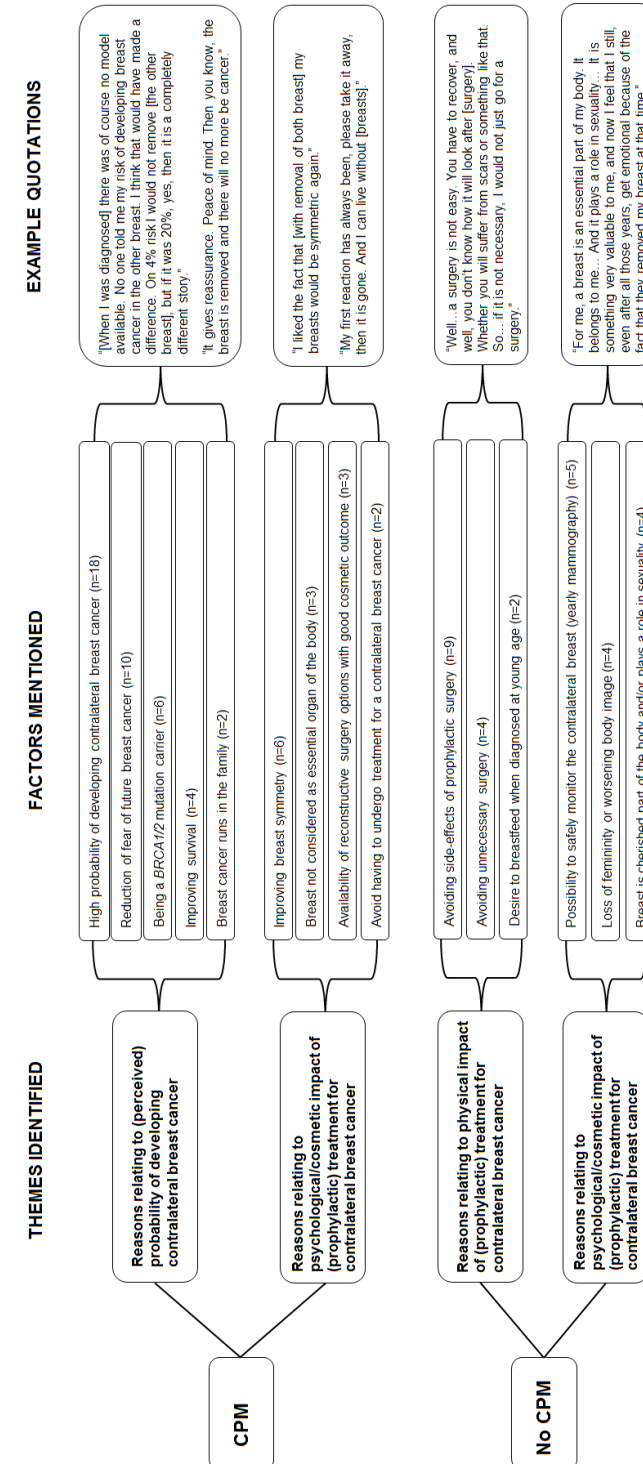 THEMES IDENTIFIED
FACTORS MENTIONED
EXAMPLE QUOTATIONS
CPM
Reasons relating to (perceived)
probability of developing
contralateral breast cancer
High probability of developing contralateral breast cancer (n=18)
Reduction of fear of future breast cancer (n=10)
Being a BRCA1/2 mutation carrier (n=6)
Improving survival (n=4)
Breast cancer runs in the family (n=2)
“[When I was diagnosed] there was of course no model
available. No one told me my risk of developing breast
cancer in the other breast. I think that would have made a
difference. On 4% risk I would not remove [the other
breast], but if it was 20%, yes, then it is a completely
different story.”
“It gives reassurance. Peace of mind. Then you know, the
breast is removed and there will no more be cancer.”
Reasons relating to
psychological/cosmetic impact of
(prophylactic) treatment for
contralateral breast cancer
Improving breast symmetry (n=6)
Breast not considered as essential organ of the body (n=3)
Availability of reconstructive surgery options with good cosmetic outcome (n=3)
Avoid having to undergo treatment for a contralateral breast cancer (n=2)
“I liked the fact that [with removal of both breast] my
breasts would be symmetric again.”
“My first reaction has always been, please take it away,
then it is gone. And I can live without [breasts].”
No CPM
Reasons relating to physical impact
of (prophylactic) treatment for
contralateral breast cancer
Avoiding side-effects of prophylactic surgery (n=9)
Avoiding unnecessary surgery (n=4)
Desire to breastfeed when diagnosed at young age (n=2)
“Well…a surgery is not easy. You have to recover, and
well, you don't know how it will look after [surgery].
Whether you will suffer from scars or something like that.
So… if it is not necessary, I would not just go for a
surgery.”
Reasons relating to
psychological/cosmetic impact of
(prophylactic) treatment for
contralateral breast cancer
Possibility to safely monitor the contralateral breast (yearly mammography) (n=5)
Loss of femininity or worsening body image (n=4)
Breast is cherished part of the body and/or plays a role in sexuality (n=4)
“For me, a breast is an essential part of my body. It
belongs to me… And it plays a role in sexuality… It is
something very valuable to me, and now I feel that I still,
even after all those years, get emotional because of the
fact that they removed my breast at that time.”